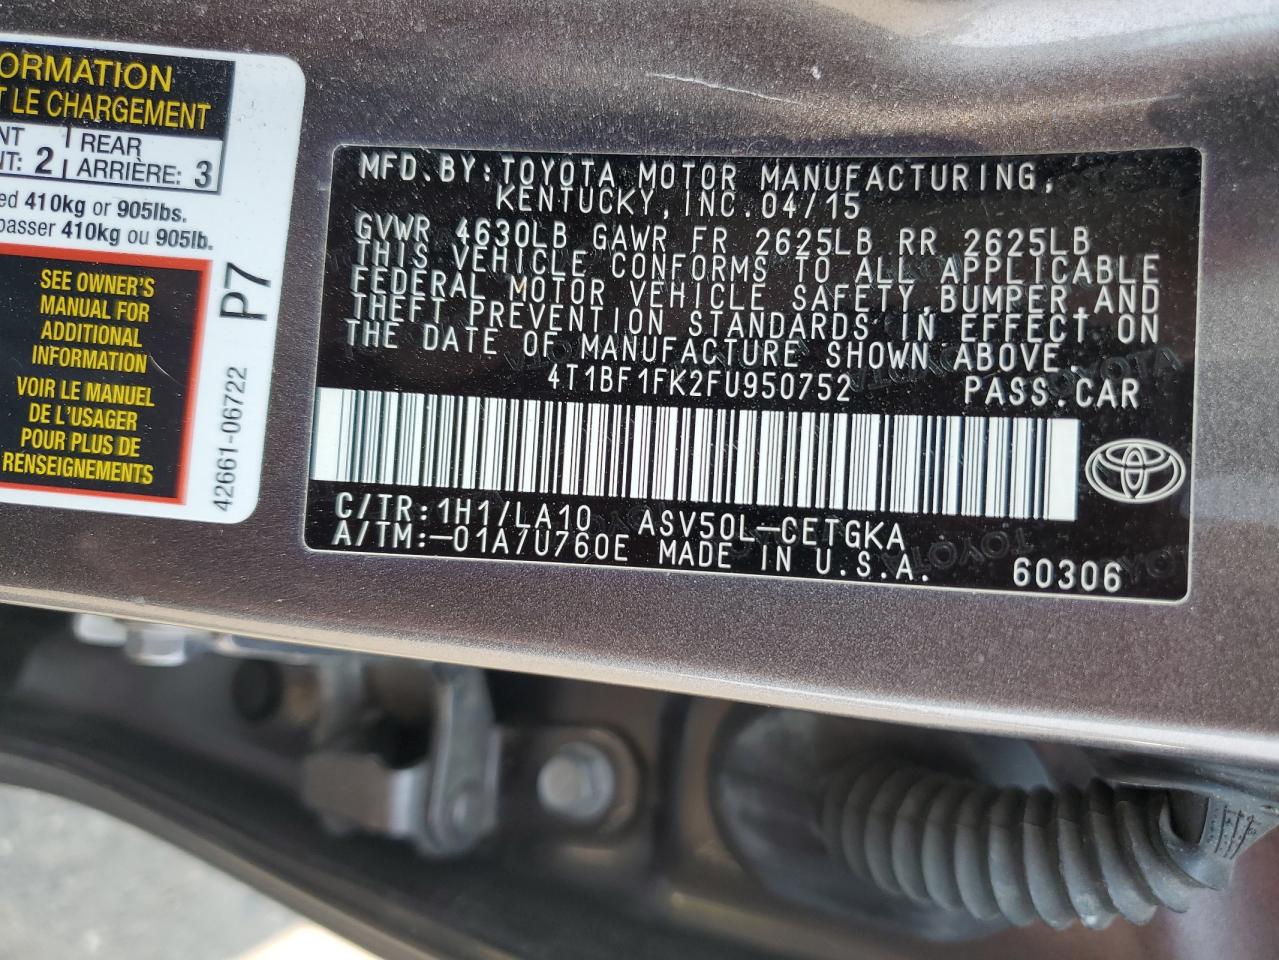 ORMATION
T LE CHARGEMENT
NT 2 REAR
NT: ARRIÈRE: 3
ed 410kg or 905lbs.
passer 410kg ou 905lb.
SEE OWNER'S
MANUAL FOR
ADDITIONAL
INFORMATION
VOIR LE MANUEL
DE L'USAGER
POUR PLUS DE
RENSEIGNEMENTS
P7
42661-06722
MFD.BY:TOYOTA MOTOR MANUFACTURING,
KENTUCKY,INC.04/15
GVWR 4630LB GAWR FR 2625LB RR 2625LB
THIS VEHICLE CONFORMS TO ALL APPLICABLE
FEDERAL MOTOR VEHICLE SAFETY,BUMPER,AND
THEFT PREVENTION STANDARDS IN EFFECT ON
THE DATE OF MANUFACTURE SHOWN ABOVE.
4T1BF1FK2FU950752 PASS.CAR
C/TR:1H1/LA10 ASV50L-CETGKA
A/TM:-01A/U760E MADE IN U.S.A. 60306